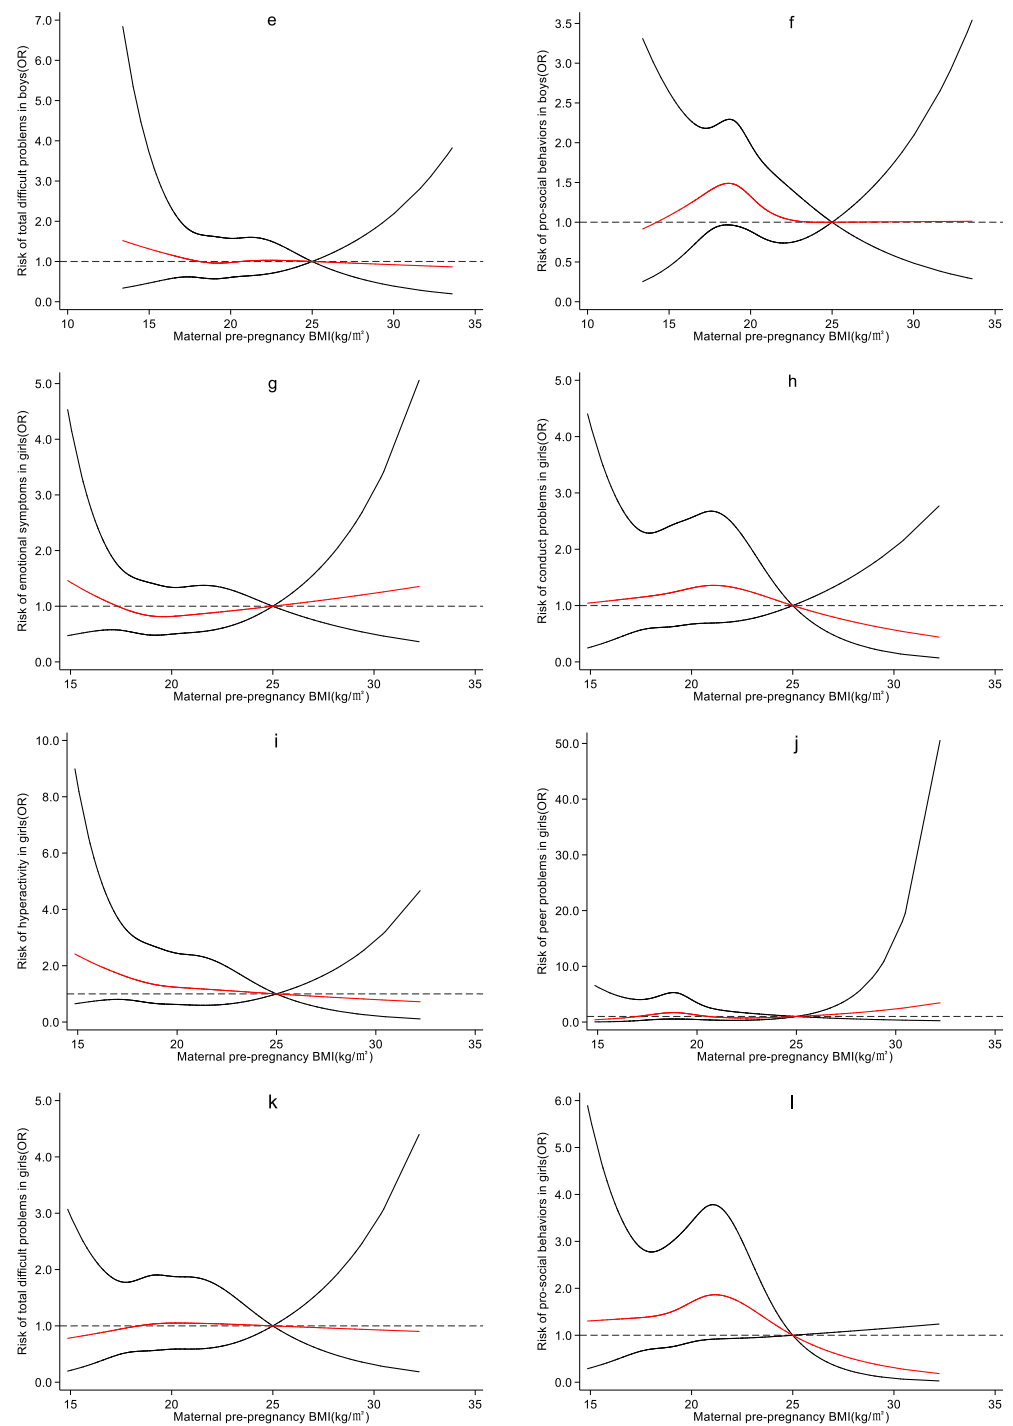 e
Risk of total difficult problems in boys(OR)
7.0
6.0
5.0
4.0
3.0
2.0
1.0
0.0
10 15 20 25 30 35
Maternal pre-pregnancy BMI(kg/m²)
f
Risk of pro-social behaviors in boys(OR)
3.5
3.0
2.5
2.0
1.5
1.0
0.5
0.0
10 15 20 25 30 35
Maternal pre-pregnancy BMI(kg/m²)
g
Risk of emotional symptoms in girls(OR)
5.0
4.0
3.0
2.0
1.0
0.0
15 20 25 30 35
Maternal pre-pregnancy BMI(kg/m²)
h
Risk of conduct problems in girls(OR)
5.0
4.0
3.0
2.0
1.0
0.0
15 20 25 30 35
Maternal pre-pregnancy BMI(kg/m²)
i
Risk of hyperactivity in girls(OR)
10.0
8.0
6.0
4.0
2.0
1.0
0.0
15 20 25 30 35
Maternal pre-pregnancy BMI(kg/m²)
j
Risk of peer problems in girls(OR)
50.0
40.0
30.0
20.0
10.0
0.0
15 20 25 30 35
Maternal pre-pregnancy BMI(kg/m²)
k
Risk of total difficult problems in girls(OR)
5.0
4.0
3.0
2.0
1.0
0.0
15 20 25 30 35
Maternal pre-pregnancy BMI(kg/m²)
l
Risk of pro-social behaviors in girls(OR)
6.0
5.0
4.0
3.0
2.0
1.0
0.0
15 20 25 30 35
Maternal pre-pregnancy BMI(kg/m²)